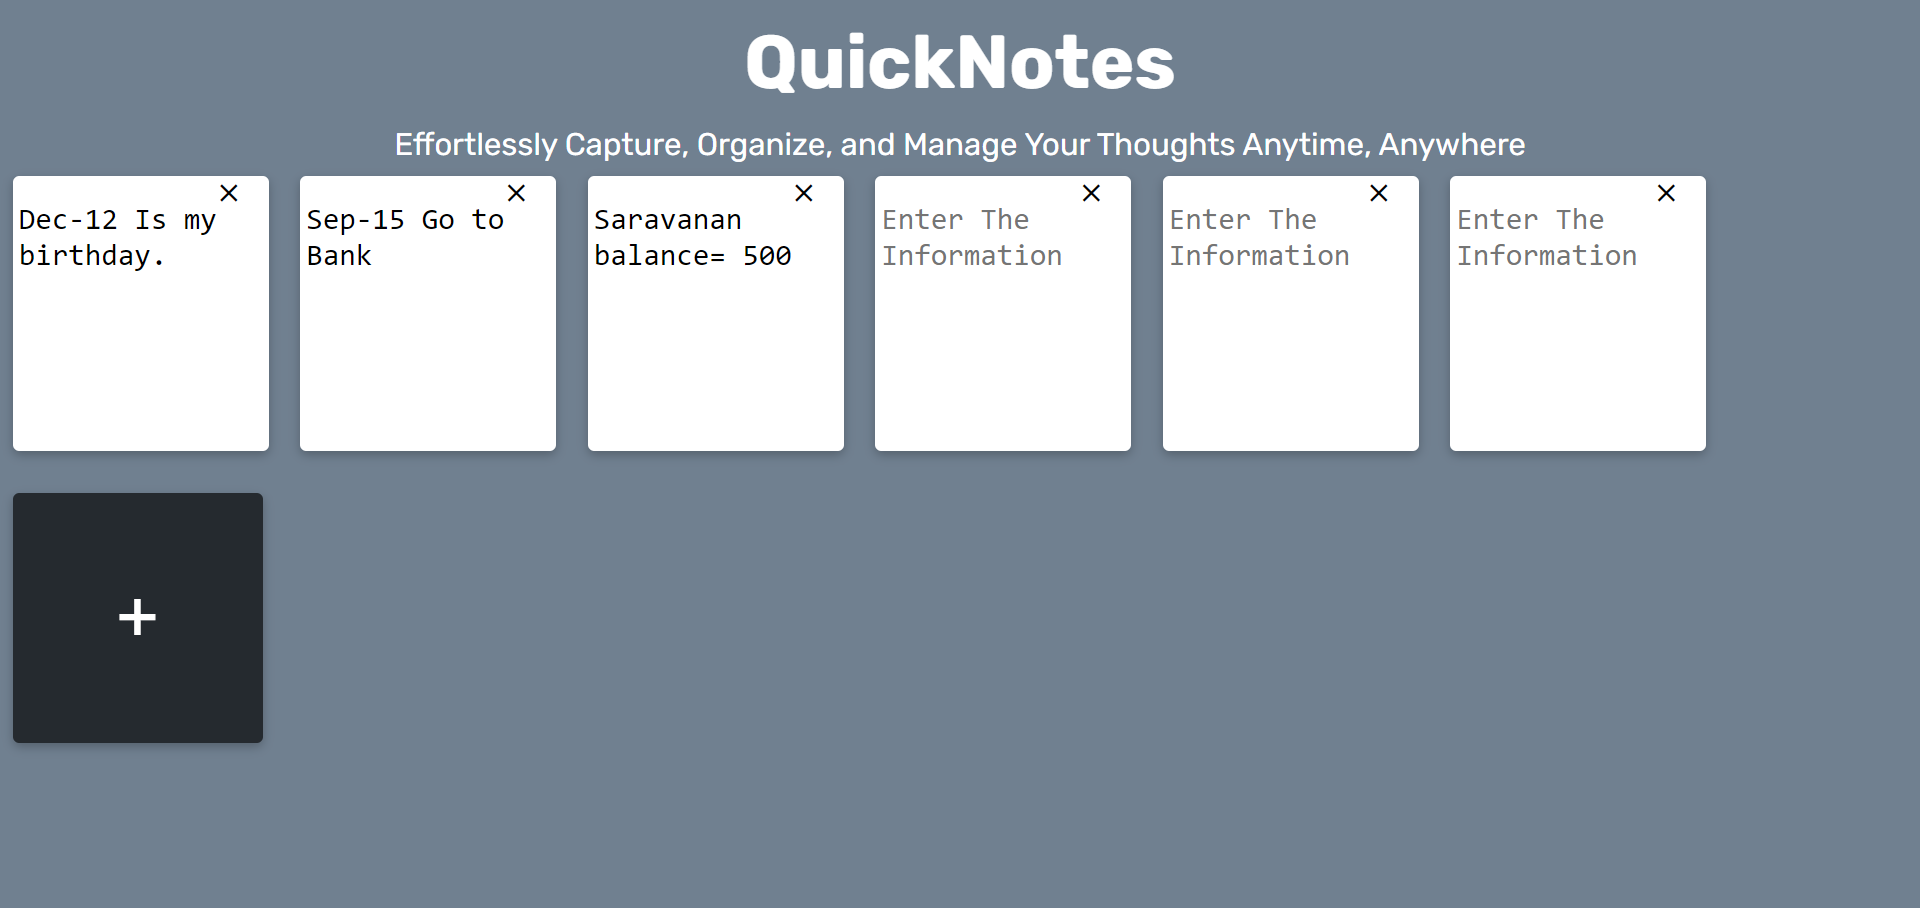 QuickNotes
Effortlessly Capture, Organize, and Manage Your Thoughts Anytime, Anywhere
×
Dec-12 Is my
birthday.
×
Sep-15 Go to
Bank
×
Saravanan
balance= 500
×
Enter The
Information
×
Enter The
Information
×
Enter The
Information
+